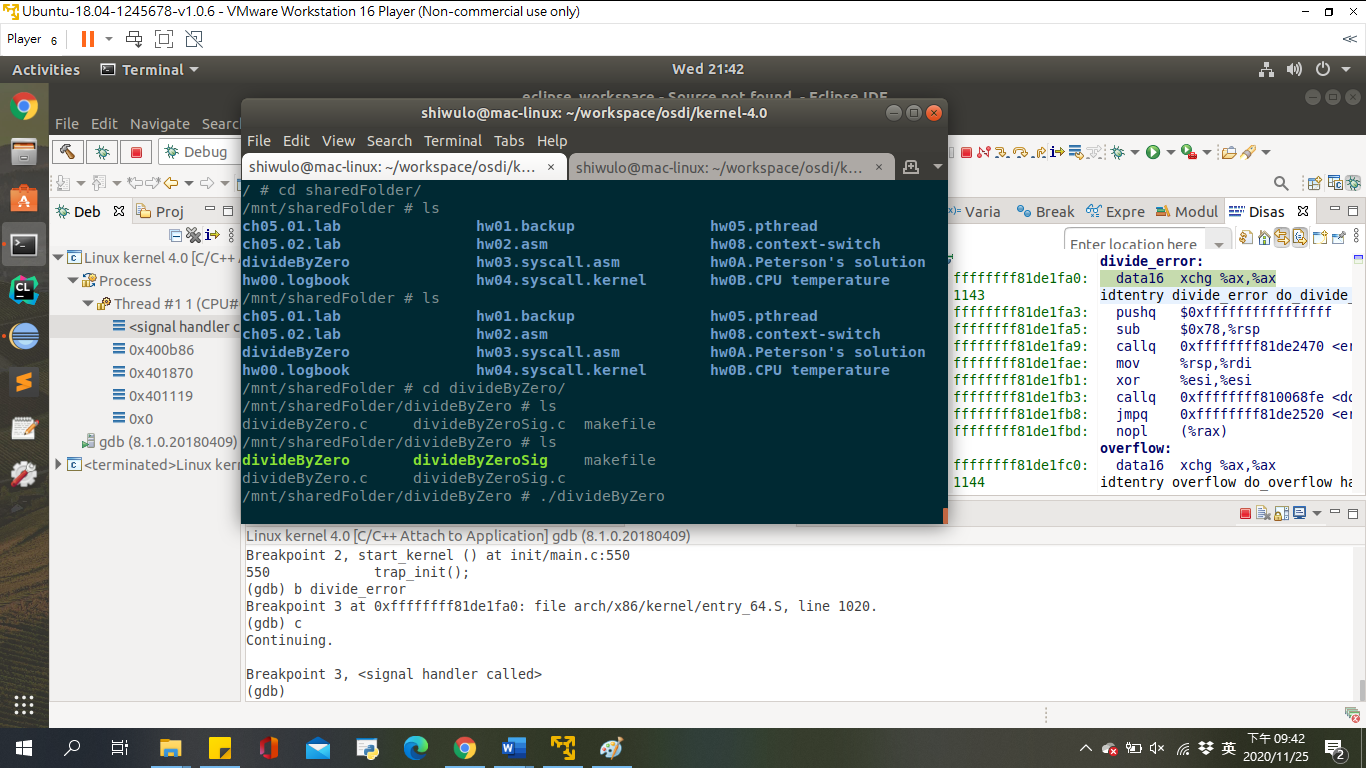 Ubuntu-18.04-1245678-v1.0.6 - VMware Workstation 16 Player (Non-commercial use only)
Player 6
Activities Terminal Wed 21:42
File Edit Navigate
Debug
Deb Proj
Linux kernel 4.0 [C/C++
Process
Thread #1 1 (CPU#
<signal handler c
0x400b86
0x401870
0x401119
0x0
gdb (8.1.0.20180409)
<terminated>Linux ker
shiwulo@mac-linux: ~/workspace/osdi/kernel-4.0
File Edit View Search Terminal Tabs Help
shiwulo@mac-linux: ~/workspace/osdi/k... × shiwulo@mac-linux: ~/workspace/osdi/k... ×
/ # cd sharedFolder/
/mnt/sharedFolder # ls
ch05.01.lab hw01.backup hw05.pthread
ch05.02.lab hw02.asm hw08.context-switch
divideByZero hw03.syscall.asm hw0A.Peterson's solution
hw00.logbook hw04.syscall.kernel hw0B.CPU temperature
/mnt/sharedFolder # ls
ch05.01.lab hw01.backup hw05.pthread
ch05.02.lab hw02.asm hw08.context-switch
divideByZero hw03.syscall.asm hw0A.Peterson's solution
hw00.logbook hw04.syscall.kernel hw0B.CPU temperature
/mnt/sharedFolder # cd divideByZero/
/mnt/sharedFolder/divideByZero # ls
divideByZero.c divideByZeroSig.c makefile
/mnt/sharedFolder/divideByZero # ls
divideByZero divideByZeroSig makefile
divideByZero.c divideByZeroSig.c
/mnt/sharedFolder/divideByZero # ./divideByZero
Varia Break Expre Modul Disas
Enter location here
divide_error:
ffffffff81de1fa0: data16 xchg %ax,%ax
1143 idtentry divide_error do_divide_
ffffffff81de1fa3: pushq $0xffffffffffffffff
ffffffff81de1fa5: sub $0x78,%rsp
ffffffff81de1fa9: callq 0xffffffff81de2470 <er
ffffffff81de1fae: mov %rsp,%rdi
ffffffff81de1fb1: xor %esi,%esi
ffffffff81de1fb3: callq 0xffffffff810068fe <do
ffffffff81de1fb8: jmpq 0xffffffff81de2520 <er
ffffffff81de1fbd: nopl (%rax)
overflow:
ffffffff81de1fc0: data16 xchg %ax,%ax
1144 idtentry overflow do_overflow ha
Linux kernel 4.0 [C/C++ Attach to Application] gdb (8.1.0.20180409)
Breakpoint 2, start_kernel () at init/main.c:550
550 trap_init();
(gdb) b divide_error
Breakpoint 3 at 0xffffffff81de1fa0: file arch/x86/kernel/entry_64.S, line 1020.
(gdb) c
Continuing.
Breakpoint 3, <signal handler called>
(gdb)
英
下午 09:42
2020/11/25
2